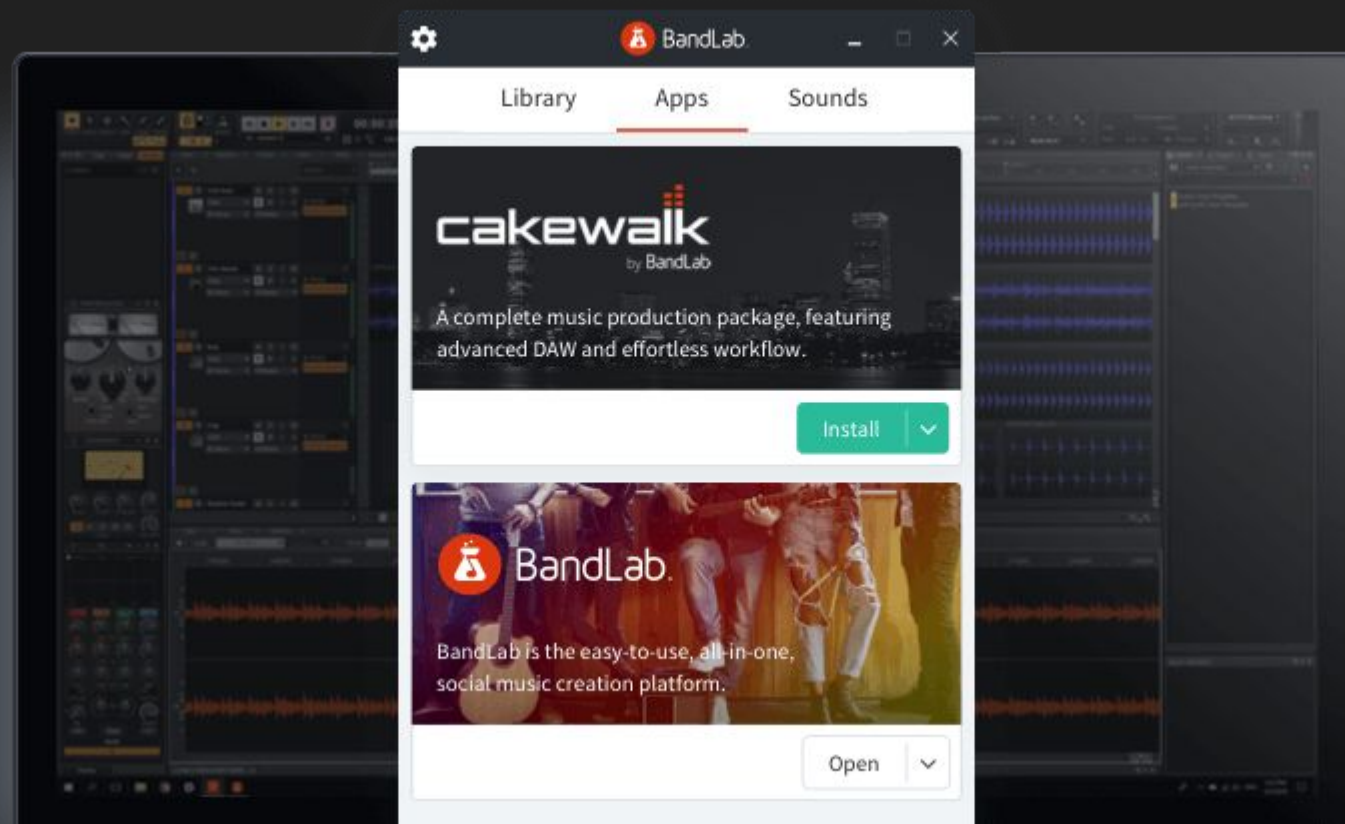 BandLab
Library Apps Sounds
cakewalk
by BandLab
A complete music production package, featuring
advanced DAW and effortless workflow.
Install
BandLab.
BandLab is the easy-to-use, all-in-one,
social music creation platform.
Open